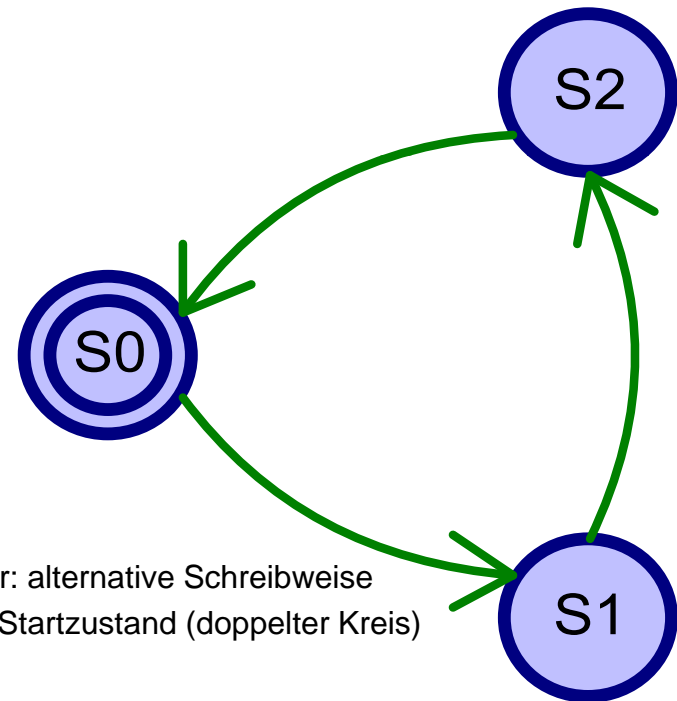 S2
S0
r: alternative Schreibweise
Startzustand (doppelter Kreis)
S1